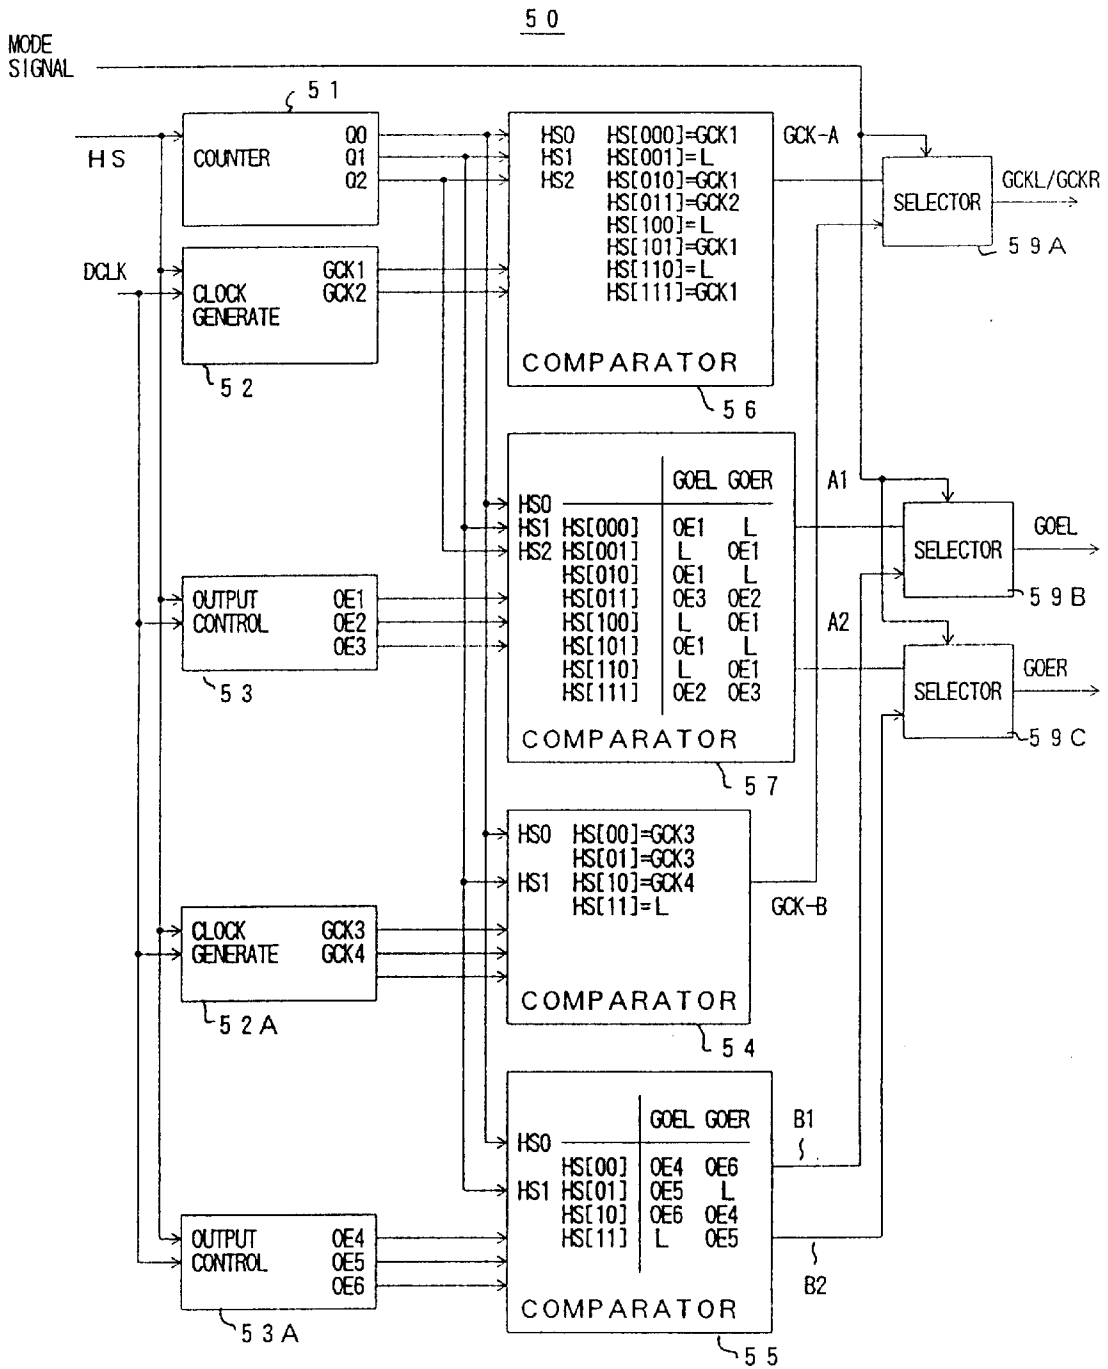 50
MODE
SIGNAL
51
HS
COUNTER
Q0
Q1
Q2
HS0 HS[000]=GCK1
HS1 HS[001]=L
HS2 HS[010]=GCK1
HS[011]=GCK2
HS[100]=L
HS[101]=GCK1
HS[110]=L
HS[111]=GCK1
COMPARATOR
56
GCK-A
SELECTOR
GCKL/GCKR
59A
DCLK
CLOCK
GENERATE
GCK1
GCK2
52
GOEL GOER
HS0
HS1 HS[000] OE1 L
HS2 HS[001] L OE1
HS[010] OE1 L
HS[011] OE3 OE2
HS[100] L OE1
HS[101] OE1 L
HS[110] L OE1
HS[111] OE2 OE3
COMPARATOR
57
A1
SELECTOR
GOEL
59B
A2
SELECTOR
GOER
59C
OUTPUT
CONTROL
OE1
OE2
OE3
53
HS0 HS[00]=GCK3
HS[01]=GCK3
HS1 HS[10]=GCK4
HS[11]=L
COMPARATOR
54
GCK-B
CLOCK
GENERATE
GCK3
GCK4
52A
GOEL GOER
HS0
HS[00] OE4 OE6
HS1 HS[01] OE5 L
HS[10] OE6 OE4
HS[11] L OE5
COMPARATOR
55
B1
B2
OUTPUT
CONTROL
OE4
OE5
OE6
53A